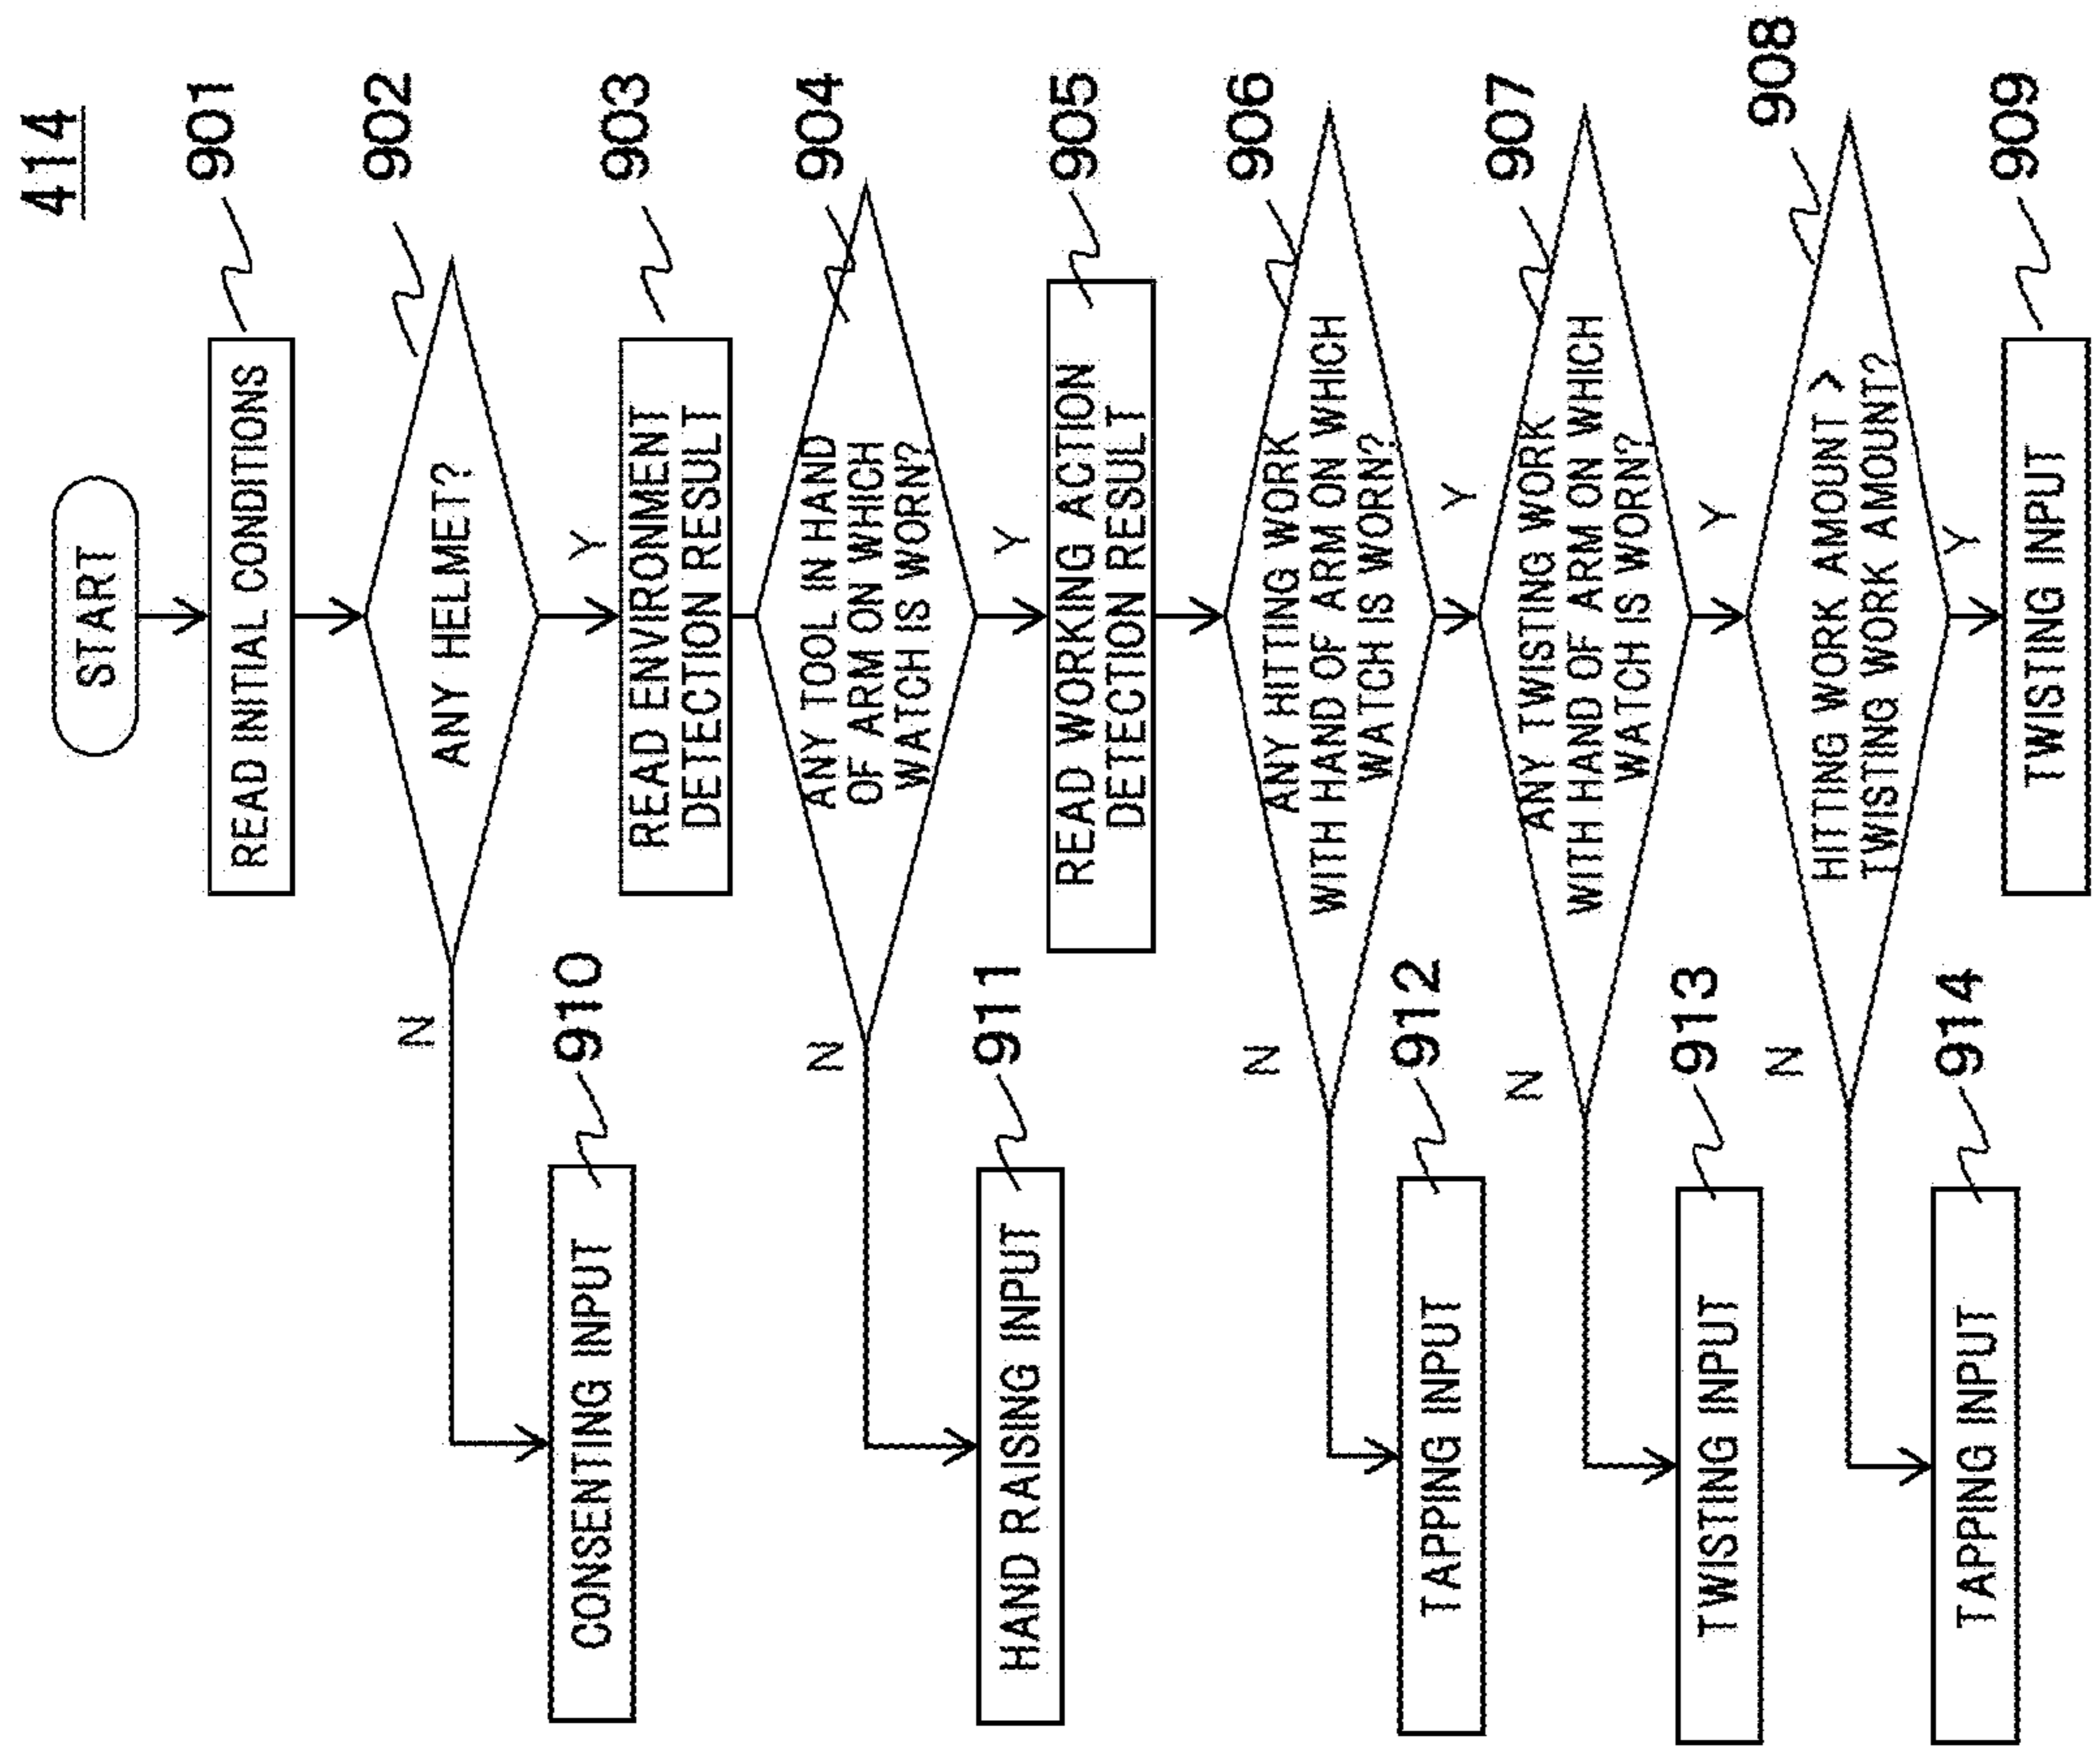 414
START
901
READ INITIAL CONDITIONS
902
ANY HELMET?
N
Y
910
CONSENTING INPUT
903
READ ENVIRONMENT
DETECTION RESULT
904
ANY TOOL IN HAND
OF ARM ON WHICH
WATCH IS WORN?
N
Y
911
HAND RAISING INPUT
905
READ WORKING ACTION
DETECTION RESULT
906
ANY HITTING WORK
WITH HAND OF ARM ON WHICH
WATCH IS WORN?
N
Y
912
TAPPING INPUT
907
ANY TWISTING WORK
WITH HAND OF ARM ON WHICH
WATCH IS WORN?
N
Y
913
TWISTING INPUT
908
HITTING WORK AMOUNT >
TWISTING WORK AMOUNT?
N
Y
914
TAPPING INPUT
909
TWISTING INPUT